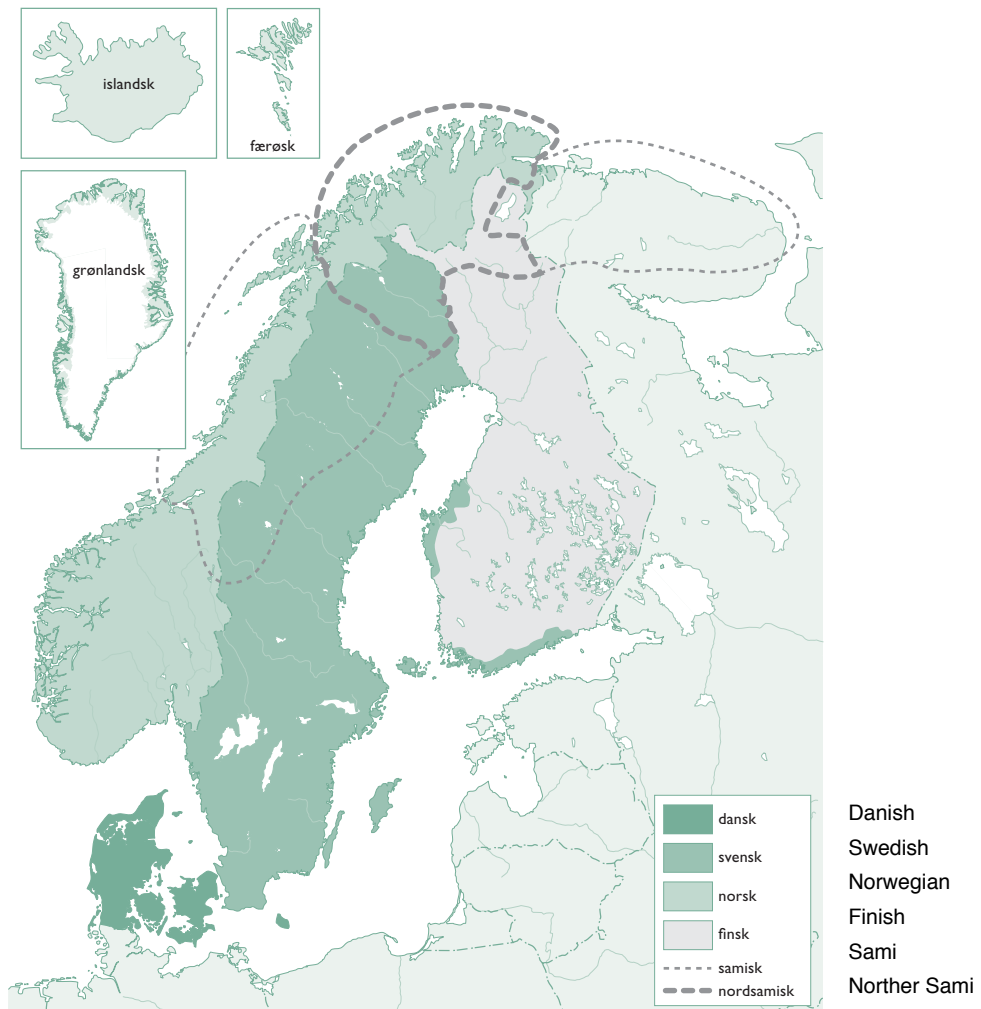 islandsk
færøsk
grønlandsk
dansk
svensk
norsk
finsk
samisk
nordsamisk
Danish
Swedish
Norwegian
Finish
Sami
Norther Sami